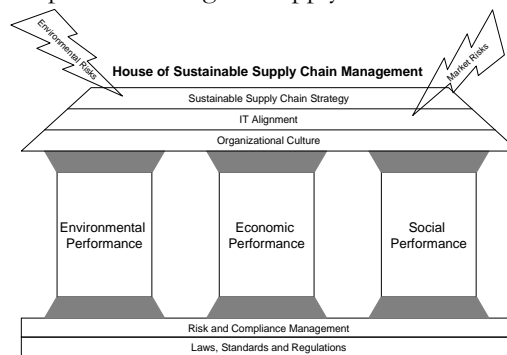 Environmental Risks
Market Risks
House of Sustainable Supply Chain Management
Sustainable Supply Chain Strategy
IT Alignment
Organizational Culture
Environmental
Performance
Economic
Performance
Social
Performance
Risk and Compliance Management
Laws, Standards and Regulations